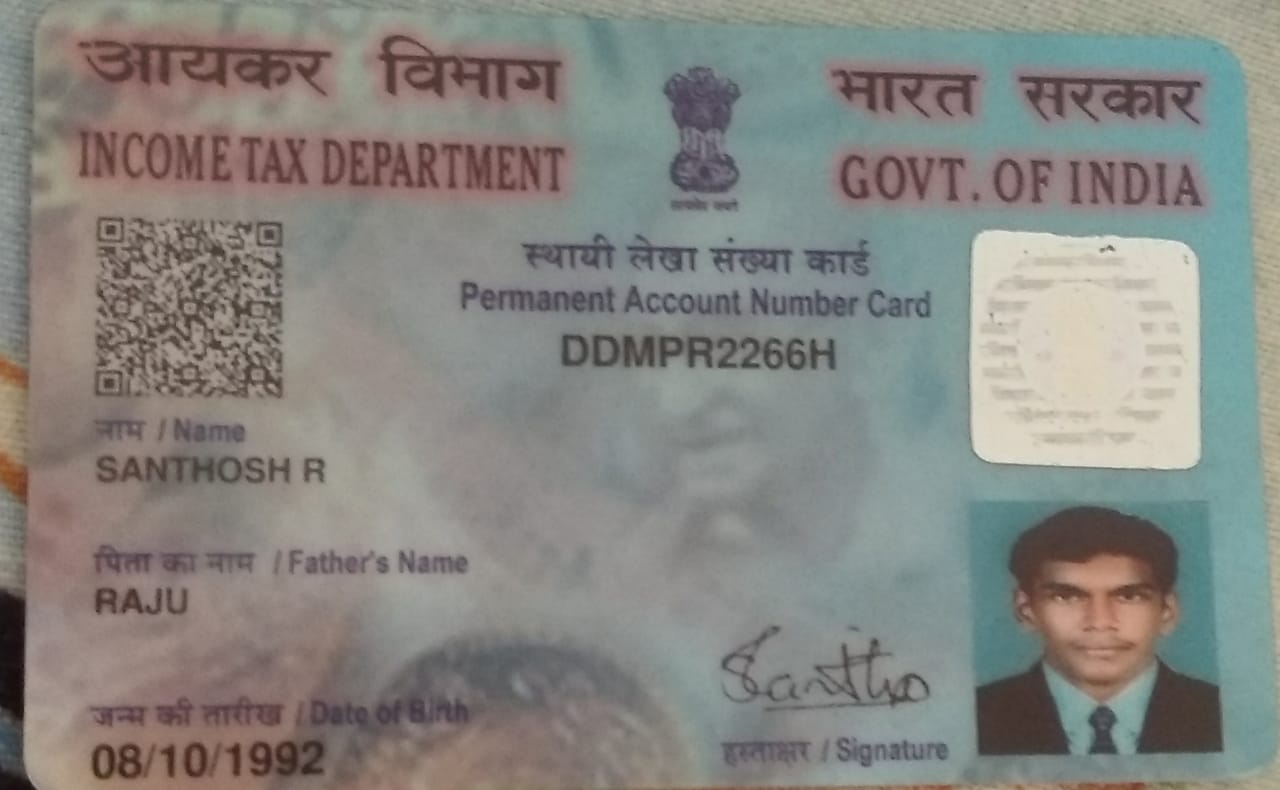 आयकर विभाग
भारत सरकार
INCOME TAX DEPARTMENT
GOVT. OF INDIA
सत्यमेव जयते
स्थायी लेखा संख्या कार्ड
Permanent Account Number Card
DDMPR2266H
नाम / Name
SANTHOSH R
पिता का नाम / Father's Name
RAJU
जन्म की तारीख / Date of Birth
08/10/1992
Santho
हस्ताक्षर / Signature